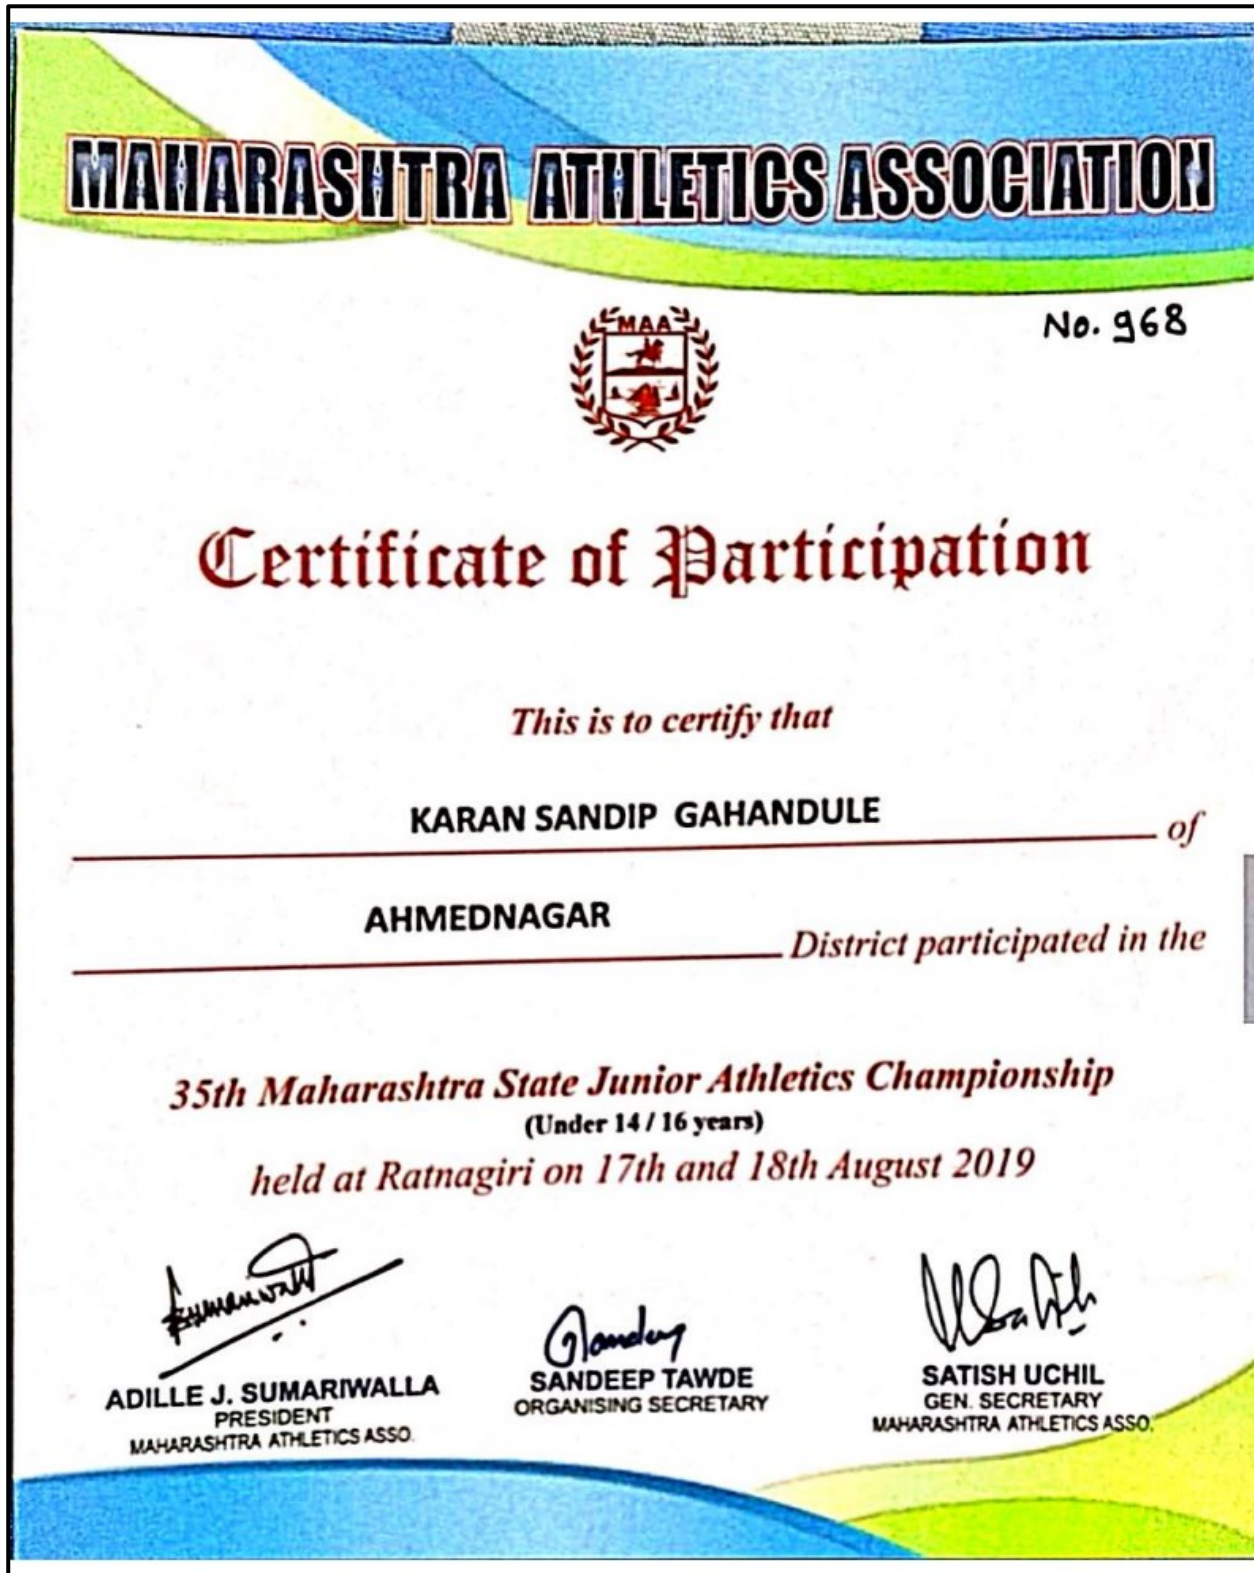 MAHARASHTRA ATHLETICS ASSOCIATION
No. 968
MAA
Certificate of Participation
This is to certify that
KARAN SANDIP GAHANDULE of
AHMEDNAGAR District participated in the
35th Maharashtra State Junior Athletics Championship
(Under 14 / 16 years)
held at Ratnagiri on 17th and 18th August 2019
ADILLE J. SUMARIWALLA
PRESIDENT
MAHARASHTRA ATHLETICS ASSO.
SANDEEP TAWDE
ORGANISING SECRETARY
SATISH UCHIL
GEN. SECRETARY
MAHARASHTRA ATHLETICS ASSO.